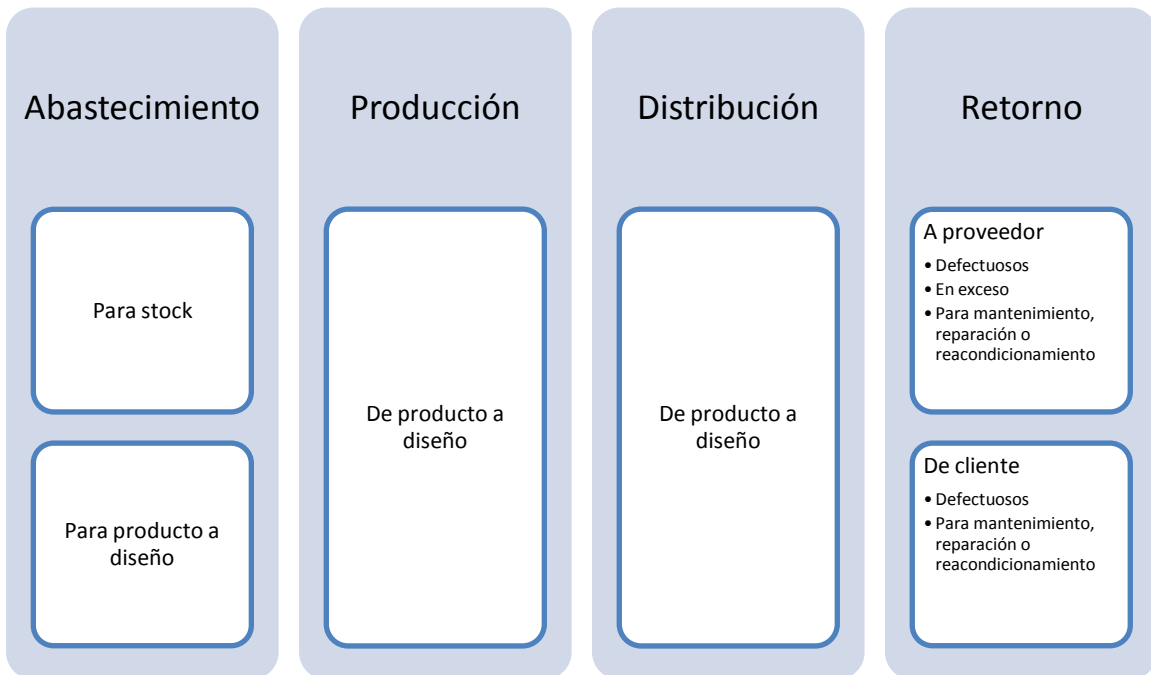 Abastecimiento
Para stock
Para producto a
diseño
Producción
De producto a
diseño
Distribución
De producto a
diseño
Retorno
A proveedor
• Defectuosos
• En exceso
• Para mantenimiento,
reparación o
reacondicionamiento
De cliente
• Defectuosos
• Para mantenimiento,
reparación o
reacondicionamiento